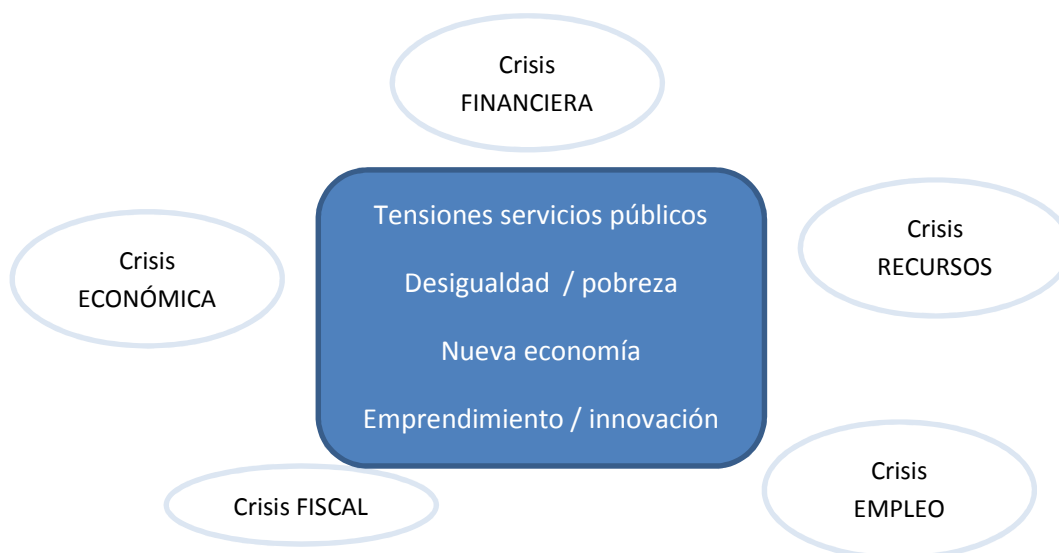 Crisis
FINANCIERA
Tensiones servicios públicos
Desigualdad / pobreza
Nueva economía
Emprendimiento / innovación
Crisis
ECONÓMICA
Crisis
RECURSOS
Crisis FISCAL
Crisis
EMPLEO